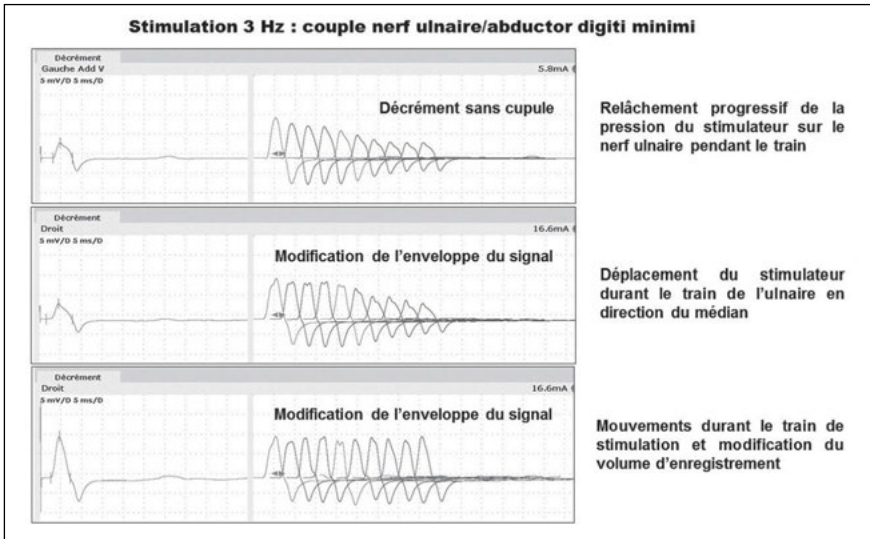 Stimulation 3 Hz : couple nerf ulnaire/abductor digiti minimi
Décrément
Gauche Add V
5.8mA
5 mV/D 5 ms/D
Décrément sans cupule
Relâchement progressif de la
pression du stimulateur sur le
nerf ulnaire pendant le train
Décrément
Droit
16.6mA
5 mV/D 5 ms/D
Modification de l'enveloppe du signal
Déplacement du stimulateur
durant le train de l'ulnaire en
direction du médian
Décrément
Droit
16.6mA
5 mV/D 5 ms/D
Modification de l'enveloppe du signal
Mouvements durant le train de
stimulation et modification du
volume d'enregistrement